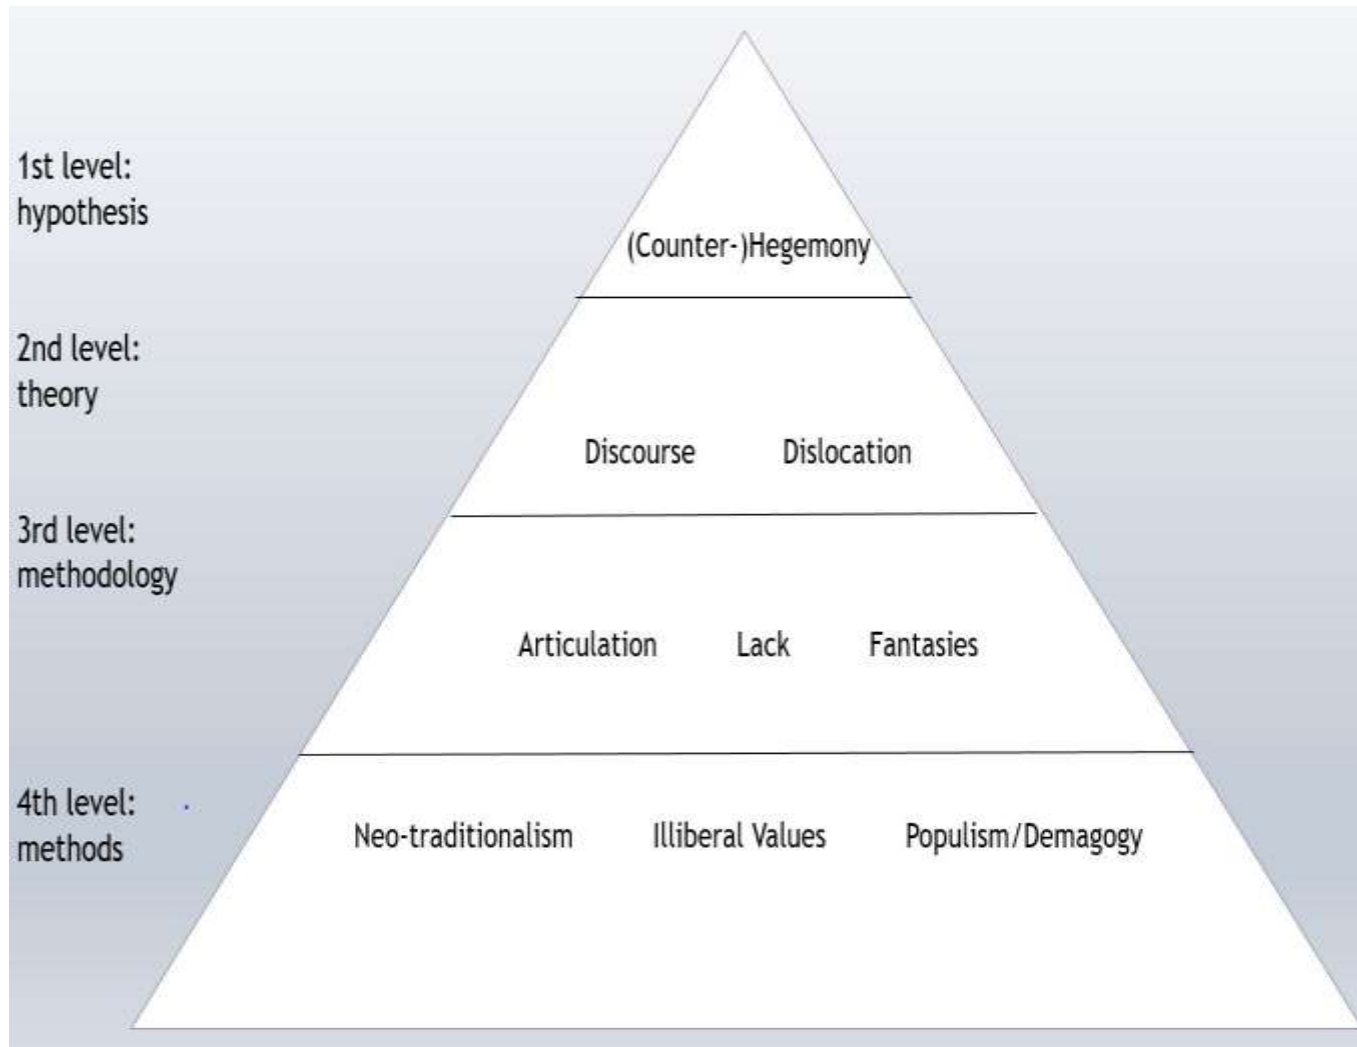 1st level:
hypothesis
(Counter-)Hegemony
2nd level:
theory
Discourse Dislocation
3rd level:
methodology
Articulation Lack Fantasies
4th level:
methods
Neo-traditionalism Illiberal Values Populism/Demagogy